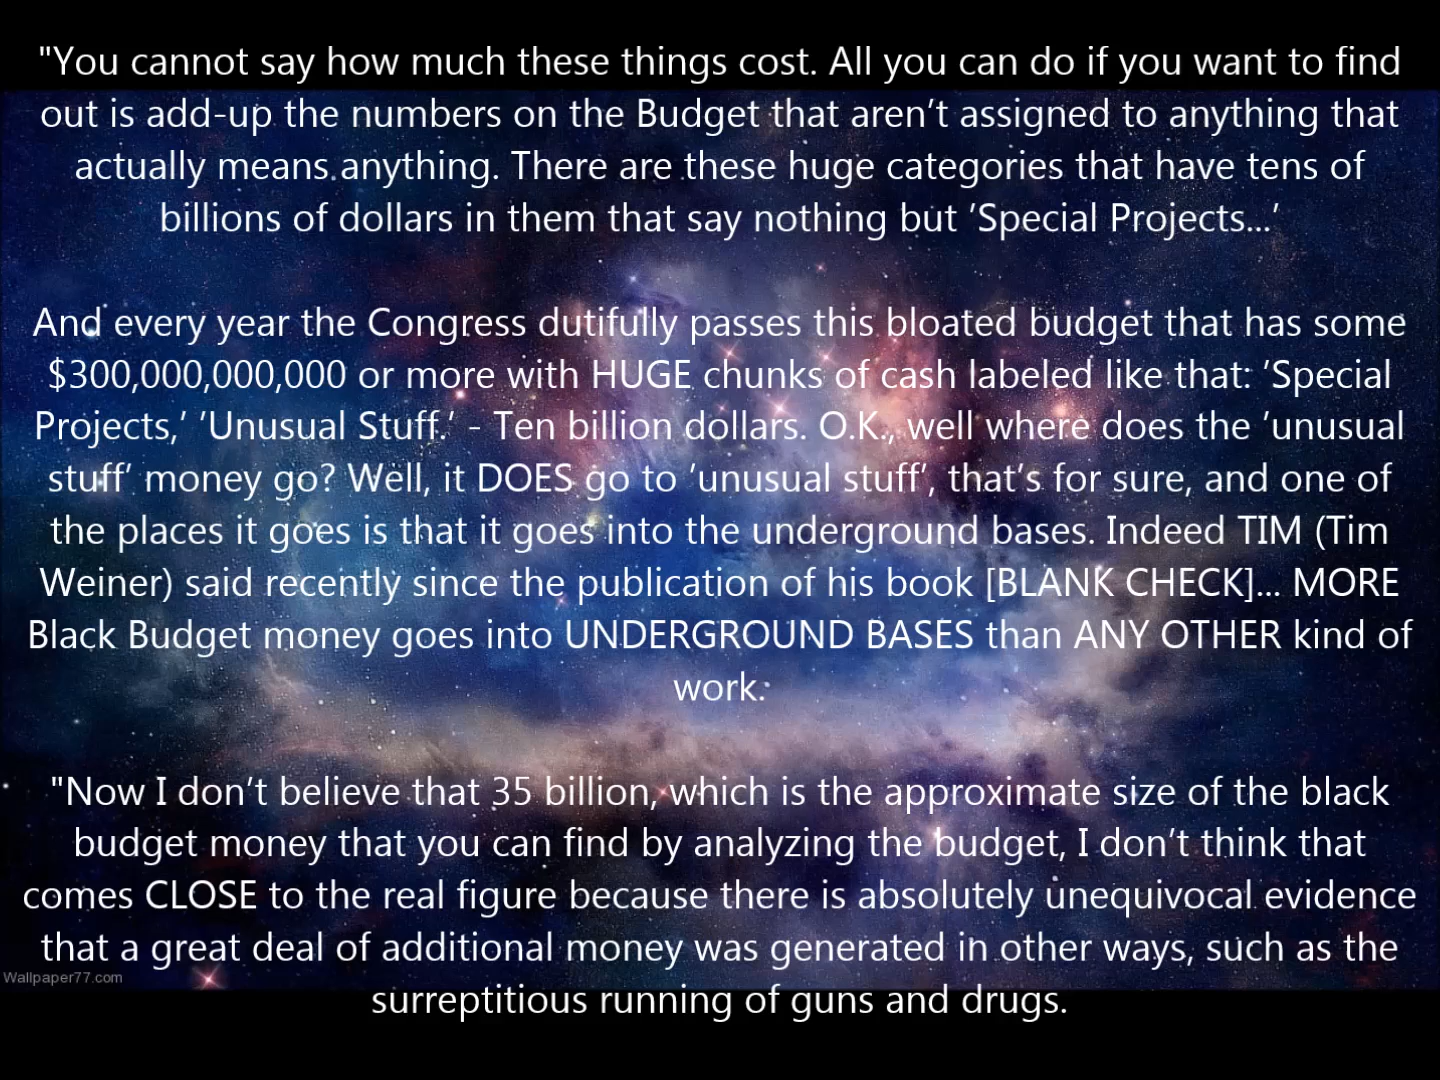 "You cannot say how much these things cost. All you can do if you want to find
out is add-up the numbers on the Budget that aren't assigned to anything that
actually means anything. There are these huge categories that have tens of
billions of dollars in them that say nothing but 'Special Projects...'
And every year the Congress dutifully passes this bloated budget that has some
$300,000,000,000 or more with HUGE chunks of cash labeled like that: 'Special
Projects,' 'Unusual Stuff.' - Ten billion dollars. O.K., well where does the 'unusual
stuff' money go? Well, it DOES go to 'unusual stuff', that's for sure, and one of
the places it goes is that it goes into the underground bases. Indeed TIM (Tim
Weiner) said recently since the publication of his book [BLANK CHECK]... MORE
Black Budget money goes into UNDERGROUND BASES than ANY OTHER kind of
work.
"Now I don't believe that 35 billion, which is the approximate size of the black
budget money that you can find by analyzing the budget, I don't think that
comes CLOSE to the real figure because there is absolutely unequivocal evidence
that a great deal of additional money was generated in other ways, such as the
Wallpaper77.com
surreptitious running of guns and drugs.